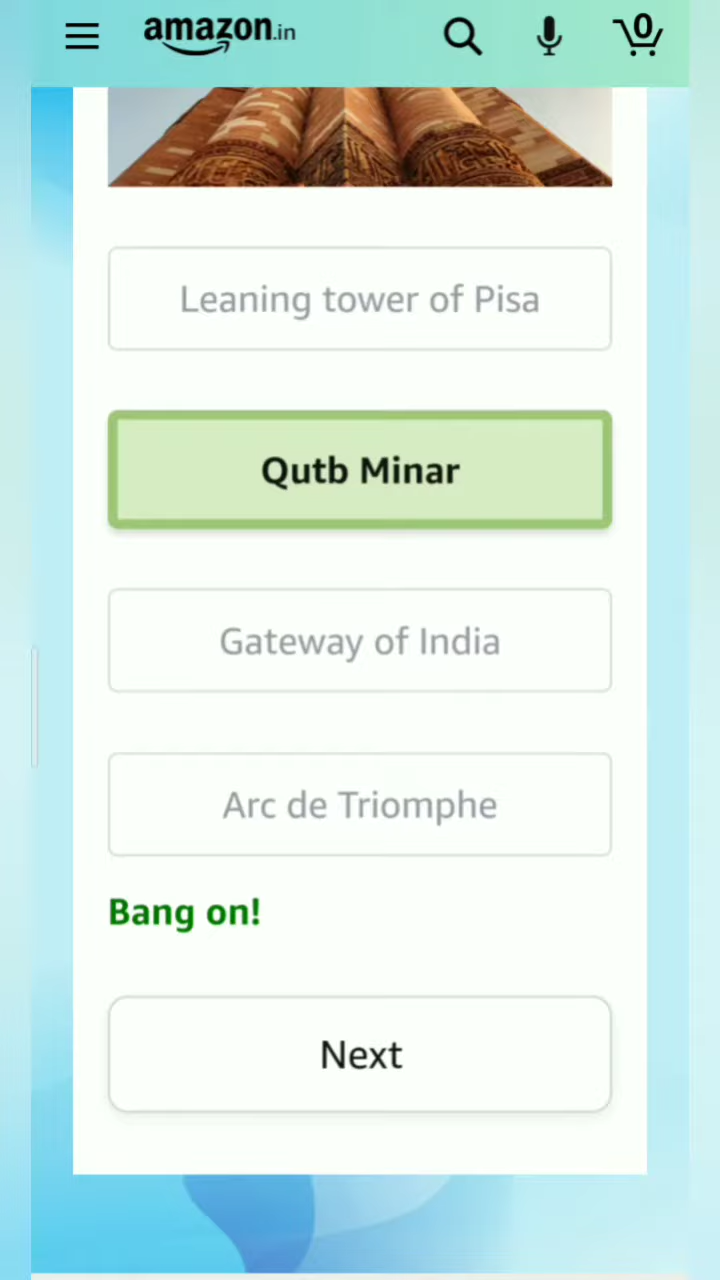 amazon.in
0
Leaning tower of Pisa
Qutb Minar
Gateway of India
Arc de Triomphe
Bang on!
Next